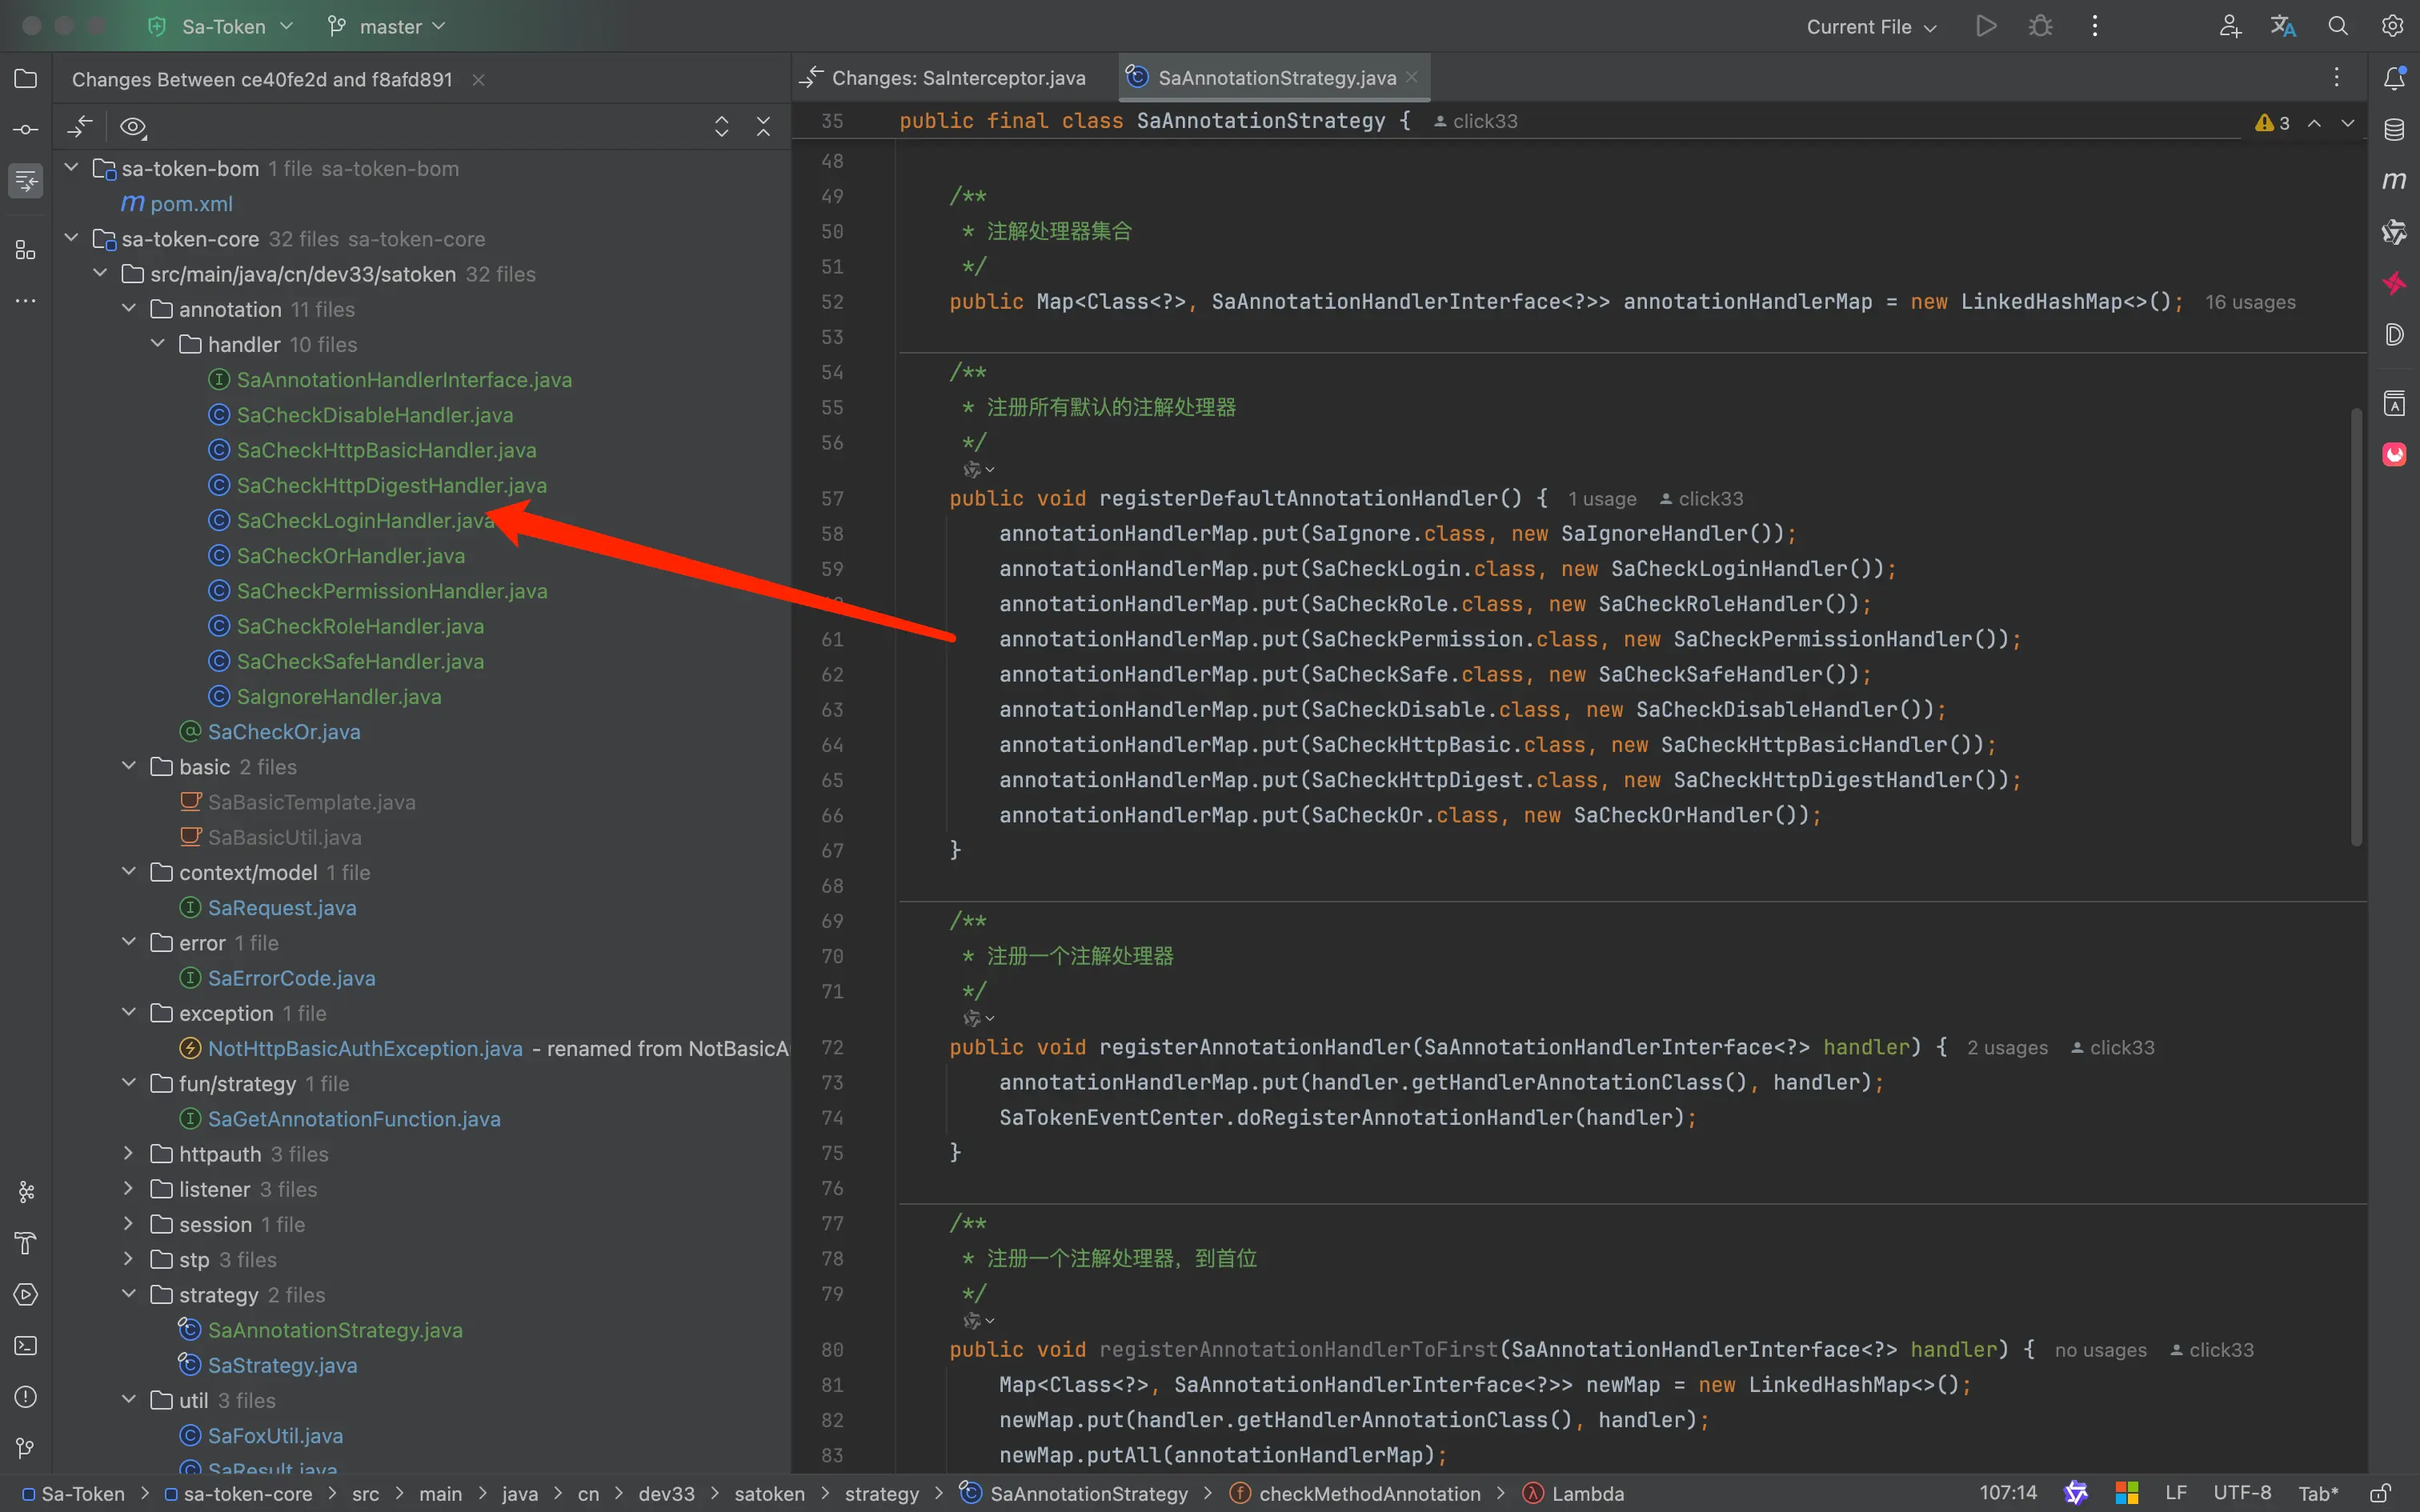 Sa-Token
master
Current File
Changes Between ce40fe2d and f8afd891
Changes: SaInterceptor.java
SaAnnotationStrategy.java
sa-token-bom 1 file sa-token-bom
pom.xml
sa-token-core 32 files sa-token-core
src/main/java/cn/dev33/satoken 32 files
annotation 11 files
handler 10 files
SaAnnotationHandlerInterface.java
SaCheckDisableHandler.java
SaCheckHttpBasicHandler.java
SaCheckHttpDigestHandler.java
SaCheckLoginHandler.java
SaCheckOrHandler.java
SaCheckPermissionHandler.java
SaCheckRoleHandler.java
SaCheckSafeHandler.java
SaIgnoreHandler.java
SaCheckOr.java
basic 2 files
SaBasicTemplate.java
SaBasicUtil.java
context/model 1 file
SaRequest.java
error 1 file
SaErrorCode.java
exception 1 file
NotHttpBasicAuthException.java - renamed from NotBasicA
fun/strategy 1 file
SaGetAnnotationFunction.java
httpauth 3 files
listener 3 files
session 1 file
stp 3 files
strategy 2 files
SaAnnotationStrategy.java
SaStrategy.java
util 3 files
SaFoxUtil.java
SaResult.java
35 public final class SaAnnotationStrategy { click33
3
48
49 /**
50 * 注解处理器集合
51 */
52 public Map<Class<?>, SaAnnotationHandlerInterface<?>> annotationHandlerMap = new LinkedHashMap<>(); 16 usages
53
54 /**
55 * 注册所有默认的注解处理器
56 */
57 public void registerDefaultAnnotationHandler() { 1 usage click33
58 annotationHandlerMap.put(SaIgnore.class, new SaIgnoreHandler());
59 annotationHandlerMap.put(SaCheckLogin.class, new SaCheckLoginHandler());
annotationHandlerMap.put(SaCheckRole.class, new SaCheckRoleHandler());
61 annotationHandlerMap.put(SaCheckPermission.class, new SaCheckPermissionHandler());
62 annotationHandlerMap.put(SaCheckSafe.class, new SaCheckSafeHandler());
63 annotationHandlerMap.put(SaCheckDisable.class, new SaCheckDisableHandler());
64 annotationHandlerMap.put(SaCheckHttpBasic.class, new SaCheckHttpBasicHandler());
65 annotationHandlerMap.put(SaCheckHttpDigest.class, new SaCheckHttpDigestHandler());
66 annotationHandlerMap.put(SaCheckOr.class, new SaCheckOrHandler());
67 }
68
69 /**
70 * 注册一个注解处理器
71 */
72 public void registerAnnotationHandler(SaAnnotationHandlerInterface<?> handler) { 2 usages click33
73 annotationHandlerMap.put(handler.getHandlerAnnotationClass(), handler);
74 SaTokenEventCenter.doRegisterAnnotationHandler(handler);
75 }
76
77 /**
78 * 注册一个注解处理器，到首位
79 */
80 public void registerAnnotationHandlerToFirst(SaAnnotationHandlerInterface<?> handler) { no usages click33
81 Map<Class<?>, SaAnnotationHandlerInterface<?>> newMap = new LinkedHashMap<>();
82 newMap.put(handler.getHandlerAnnotationClass(), handler);
83 newMap.putAll(annotationHandlerMap);
Sa-Token > sa-token-core > src > main > java > cn > dev33 > satoken > strategy > SaAnnotationStrategy > checkMethodAnnotation > Lambda
107:14 LF UTF-8 Tab*